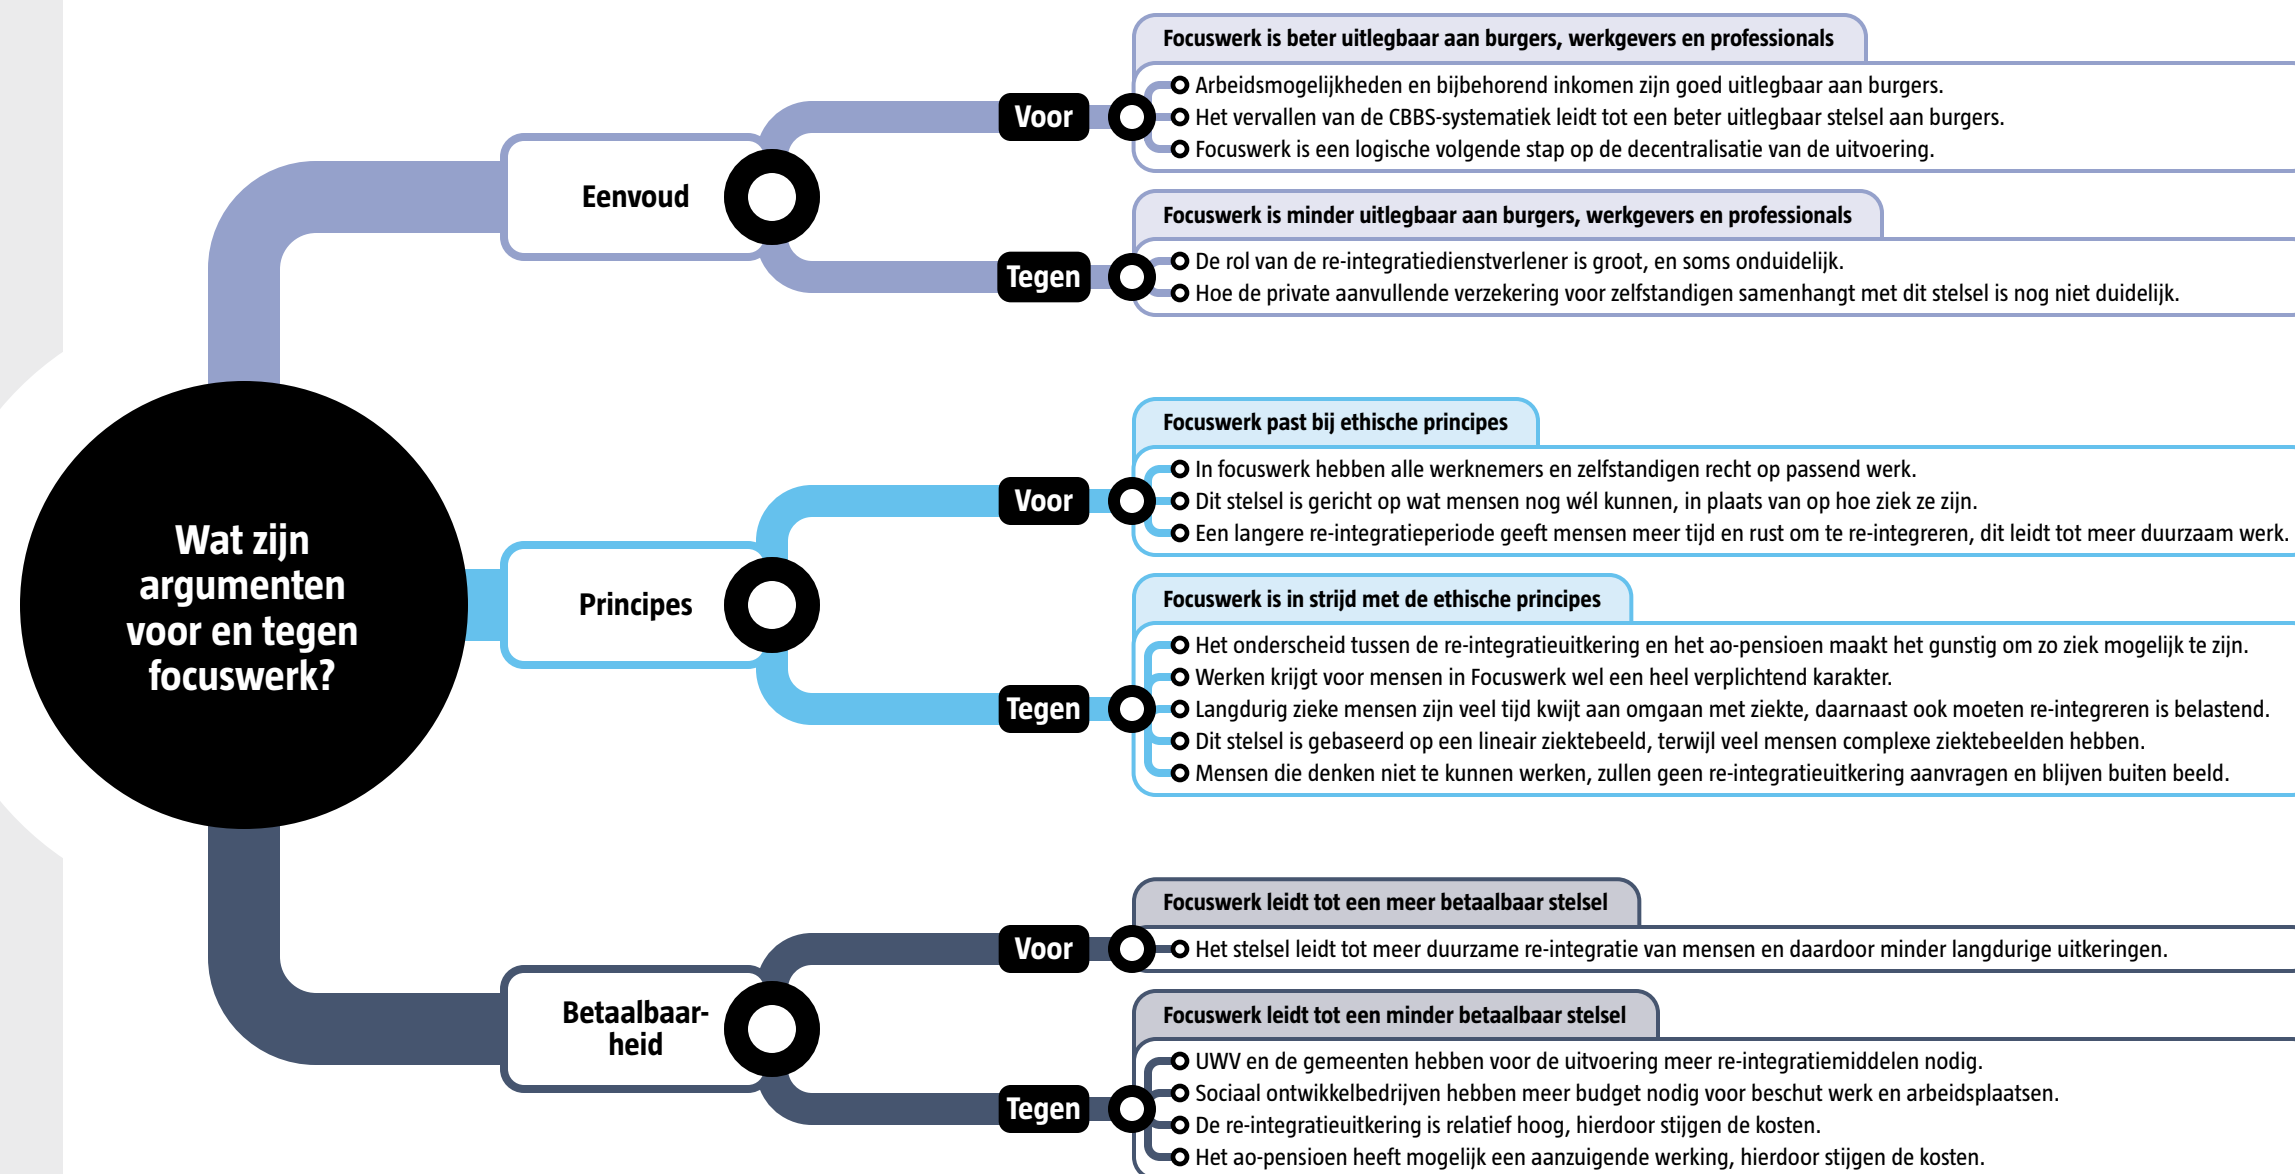 Wat zijn
argumenten
voor en tegen
focuswerk?
Eenvoud
Voor
Focuswerk is beter uitlegbaar aan burgers, werkgevers en professionals
Arbeidsmogelijkheden en bijbehorend inkomen zijn goed uitlegbaar aan burgers.
Het vervallen van de CBBS-systematiek leidt tot een beter uitlegbaar stelsel aan burgers.
Focuswerk is een logische volgende stap op de decentralisatie van de uitvoering.
Tegen
Focuswerk is minder uitlegbaar aan burgers, werkgevers en professionals
De rol van de re-integratiedienstverlener is groot, en soms onduidelijk.
Hoe de private aanvullende verzekering voor zelfstandigen samenhangt met dit stelsel is nog niet duidelijk.
Principes
Voor
Focuswerk past bij ethische principes
In focuswerk hebben alle werknemers en zelfstandigen recht op passend werk.
Dit stelsel is gericht op wat mensen nog wél kunnen, in plaats van op hoe ziek ze zijn.
Een langere re-integratieperiode geeft mensen meer tijd en rust om te re-integreren, dit leidt tot meer duurzaam werk.
Tegen
Focuswerk is in strijd met de ethische principes
Het onderscheid tussen de re-integratieuitkering en het ao-pensioen maakt het gunstig om zo ziek mogelijk te zijn.
Werken krijgt voor mensen in Focuswerk wel een heel verplichtend karakter.
Langdurig zieke mensen zijn veel tijd kwijt aan omgaan met ziekte, daarnaast ook moeten re-integreren is belastend.
Dit stelsel is gebaseerd op een lineair ziektebeeld, terwijl veel mensen complexe ziektebeelden hebben.
Mensen die denken niet te kunnen werken, zullen geen re-integratieuitkering aanvragen en blijven buiten beeld.
Betaalbaar-
heid
Voor
Focuswerk leidt tot een meer betaalbaar stelsel
Het stelsel leidt tot meer duurzame re-integratie van mensen en daardoor minder langdurige uitkeringen.
Tegen
Focuswerk leidt tot een minder betaalbaar stelsel
UWV en de gemeenten hebben voor de uitvoering meer re-integratiemiddelen nodig.
Sociaal ontwikkelbedrijven hebben meer budget nodig voor beschut werk en arbeidsplaatsen.
De re-integratieuitkering is relatief hoog, hierdoor stijgen de kosten.
Het ao-pensioen heeft mogelijk een aanzuigende werking, hierdoor stijgen de kosten.